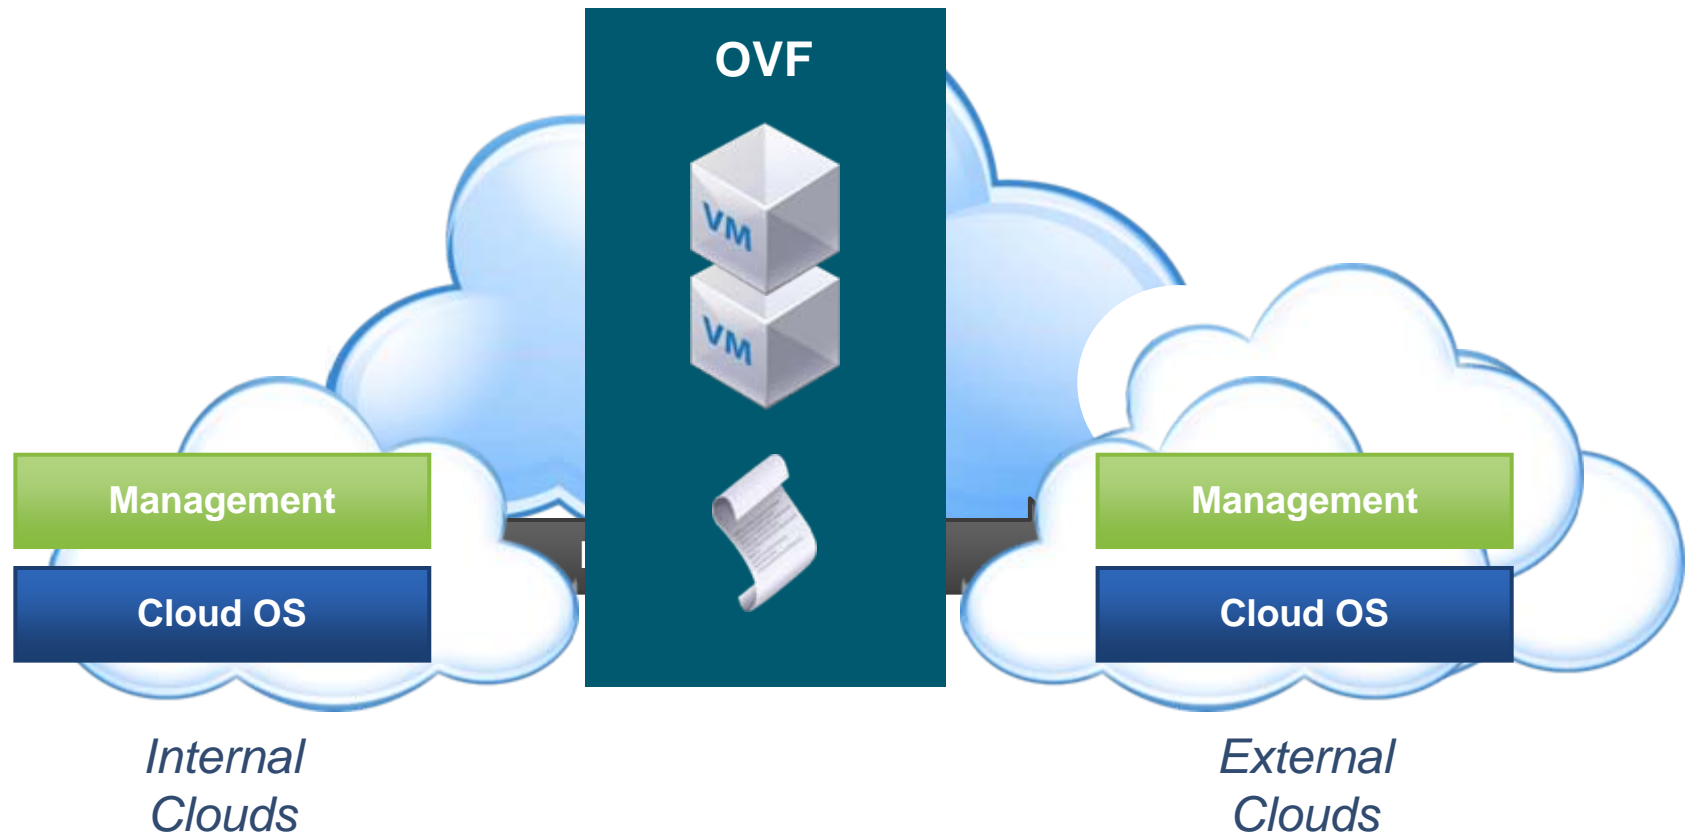 OVF
VM
VM
Management
Cloud OS
Management
Cloud OS
Internal
Clouds
External
Clouds